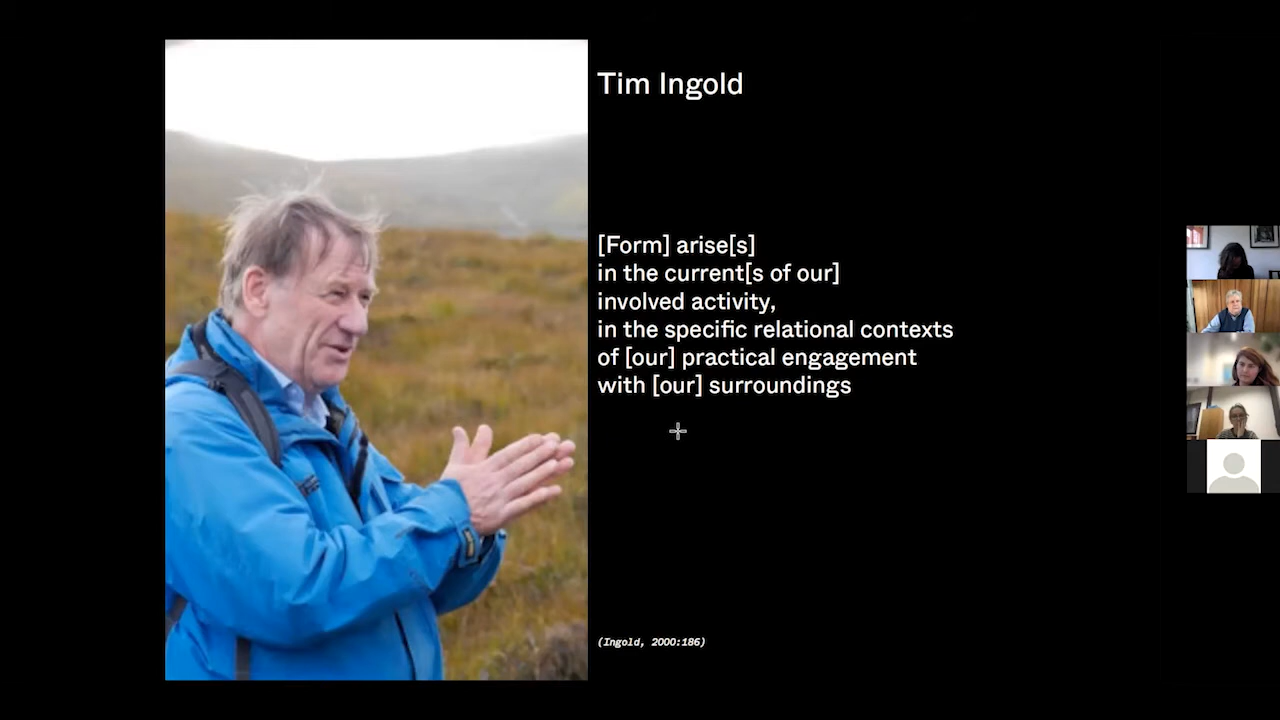 Tim Ingold
[Form] arise[s]
in the current[s of our]
involved activity,
in the specific relational contexts
of [our] practical engagement
with [our] surroundings
(Ingold, 2000:186)